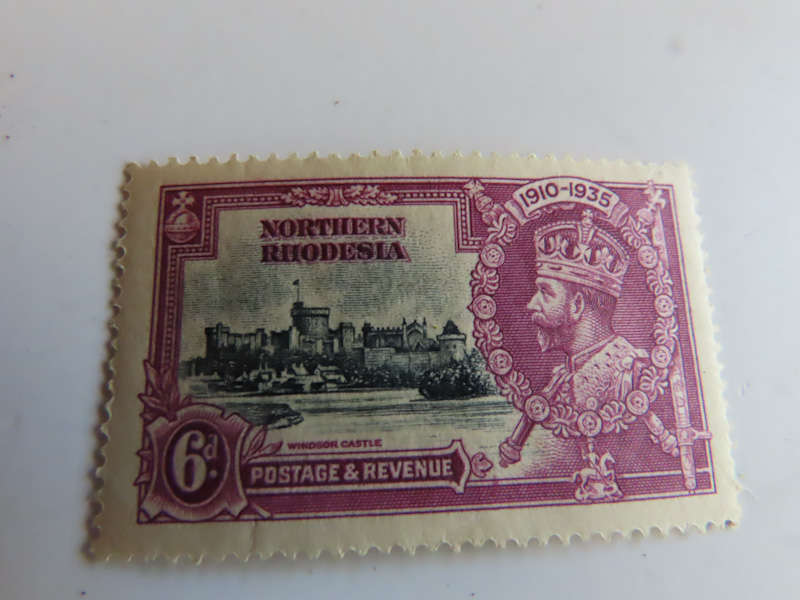 1910-1935
NORTHERN
RHODESIA
WINDSOR CASTLE
6d.
POSTAGE & REVENUE